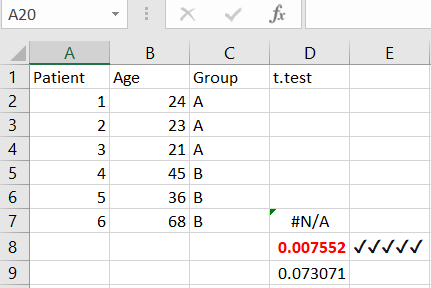 A20 fx
A B C D E
1 Patient Age Group t.test
2 1 24 A
3 2 23 A
4 3 21 A
5 4 45 B
6 5 36 B
7 6 68 B #N/A
8 0.007552 ✓✓✓✓✓
9 0.073071